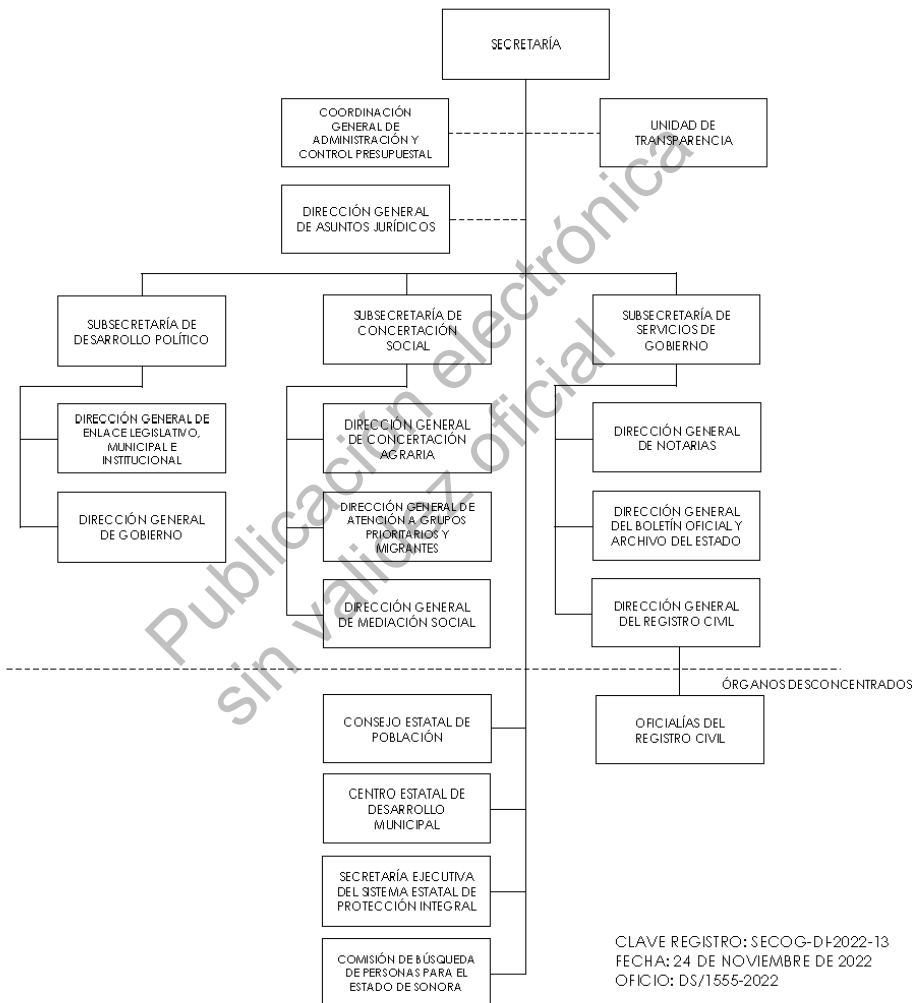 SECRETARÍA
COORDINACIÓN
GENERAL DE
ADMINISTRACIÓN Y
CONTROL PRESUPUESTAL
UNIDAD DE
TRANSPARENCIA
DIRECCIÓN GENERAL
DE ASUNTOS JURÍDICOS
SUBSECRETARÍA DE
DESARROLLO POLÍTICO
SUBSECRETARÍA DE
CONCERTACIÓN
SOCIAL
SUBSECRETARÍA DE
SERVICIOS DE
GOBIERNO
DIRECCIÓN GENERAL DE
ENLACE LEGISLATIVO,
MUNICIPAL E
INSTITUCIONAL
DIRECCIÓN GENERAL
DE GOBIERNO
DIRECCIÓN GENERAL
DE CONCERTACIÓN
AGRARIA
DIRECCIÓN GENERAL DE
ATENCIÓN A GRUPOS
PRIORITARIOS Y
MIGRANTES
DIRECCIÓN GENERAL
DE MEDIACIÓN SOCIAL
DIRECCIÓN GENERAL
DE NOTARIAS
DIRECCIÓN GENERAL
DEL BOLETÍN OFICIAL Y
ARCHIVO DEL ESTADO
DIRECCIÓN GENERAL
DEL REGISTRO CIVIL
ÓRGANOS DESCONCENTRADOS
OFICIALÍAS DEL
REGISTRO CIVIL
CONSEJO ESTATAL DE
POBLACIÓN
CENTRO ESTATAL DE
DESARROLLO
MUNICIPAL
SECRETARÍA EJECUTIVA
DEL SISTEMA ESTATAL DE
PROTECCIÓN INTEGRAL
COMISIÓN DE BÚSQUEDA
DE PERSONAS PARA EL
ESTADO DE SONORA
CLAVE REGISTRO: SECOG-DI-2022-13
FECHA: 24 DE NOVIEMBRE DE 2022
OFICIO: DS/1555-2022
Publicación electrónica
sin validez oficial